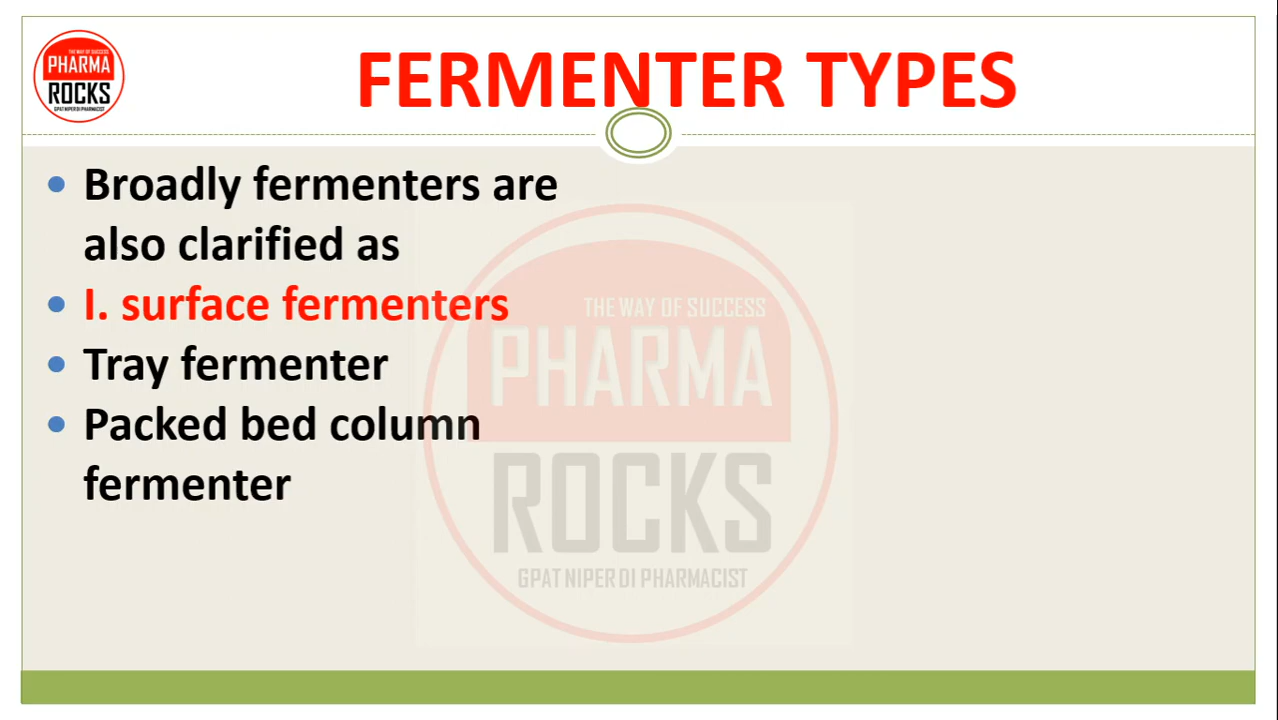 THE WAY OF SUCCESS
PHARMA
ROCKS
GPAT NIPER DI PHARMACIST
FERMENTER TYPES
Broadly fermenters are
also clarified as
I. surface fermenters
Tray fermenter
Packed bed column
fermenter
THE WAY OF SUCCESS
PHARMA
ROCKS
GPAT NIPER DI PHARMACIST